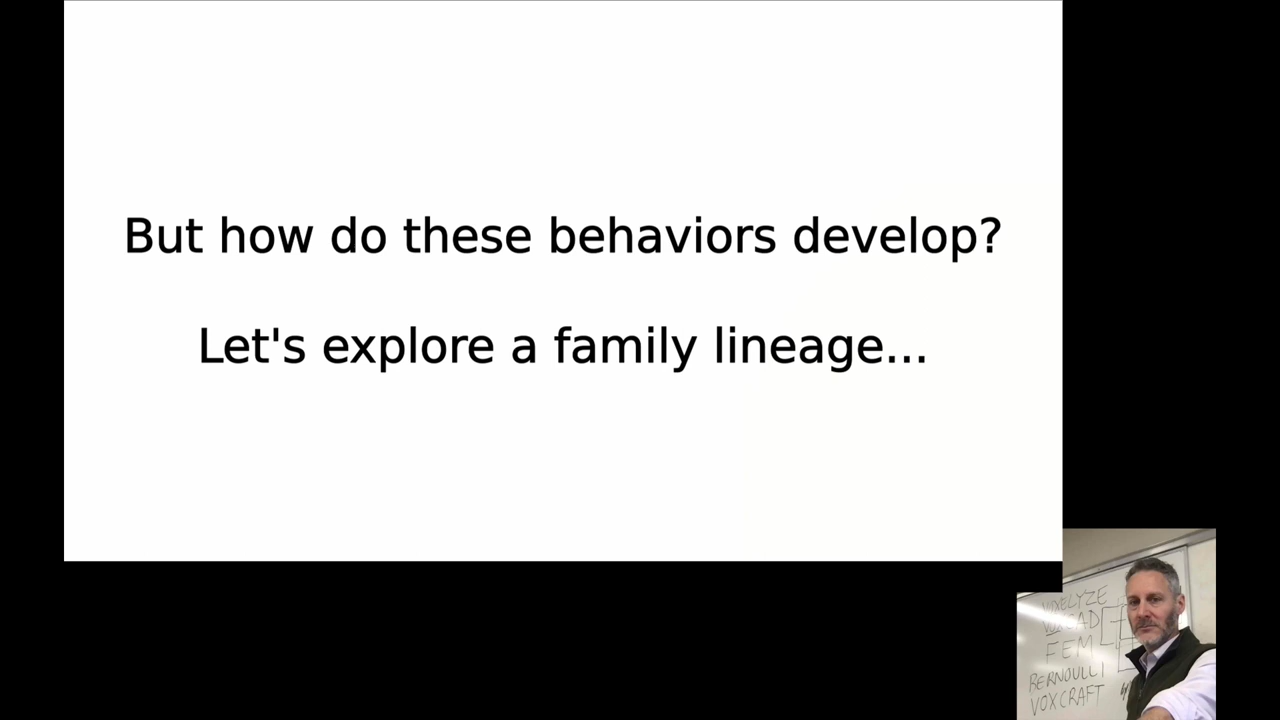 But how do these behaviors develop?
Let's explore a family lineage...
VOXELYZE
VOXCAD
FEM
BERNOULLI
VOXCRAFT